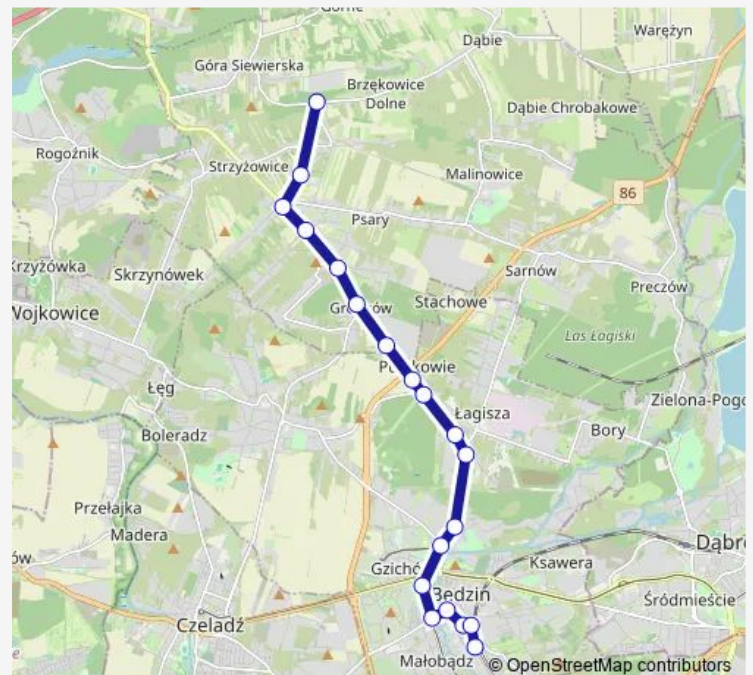 Górne
Dąbie
Warężyn
Góra Siewierska
Brzękowice
Dolne
Dąbie Chrobakowe
Rogoźnik
Strzyżowice
Malinowice
86
Psary
Krzyżówka
Skrzynówek
Sarnów
Preczów
Stachowe
Wojkowice
Las Łagiski
Łęg
Łagisza
Zielona-Pogo
Boleradz
Bory
Przełajka
Madera
Dąbro
Gzichó
Ksawera
Będzin
Śródmieście
Czeladź
Małobądz
© OpenStreetMap contributors